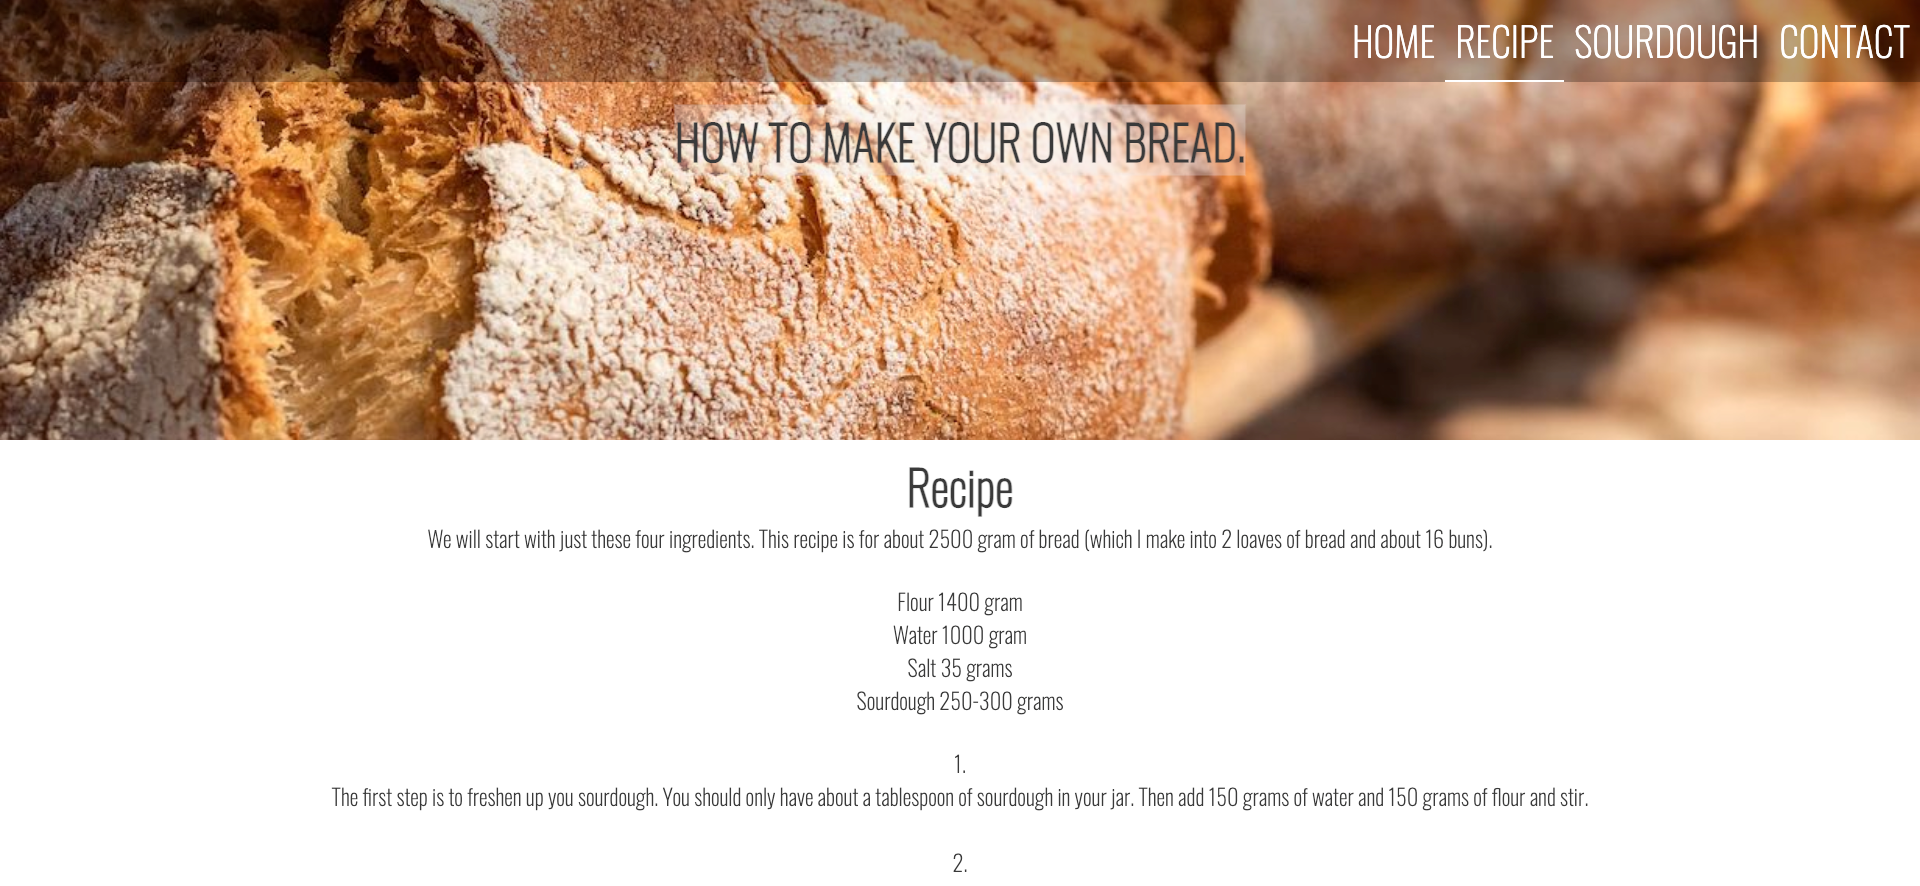 HOME RECIPE SOURDOUGH CONTACT
HOW TO MAKE YOUR OWN BREAD.
Recipe
We will start with just these four ingredients. This recipe is for about 2500 gram of bread (which I make into 2 loaves of bread and about 16 buns).
Flour 1400 gram
Water 1000 gram
Salt 35 grams
Sourdough 250-300 grams
1.
The first step is to freshen up you sourdough. You should only have about a tablespoon of sourdough in your jar. Then add 150 grams of water and 150 grams of flour and stir.
2.